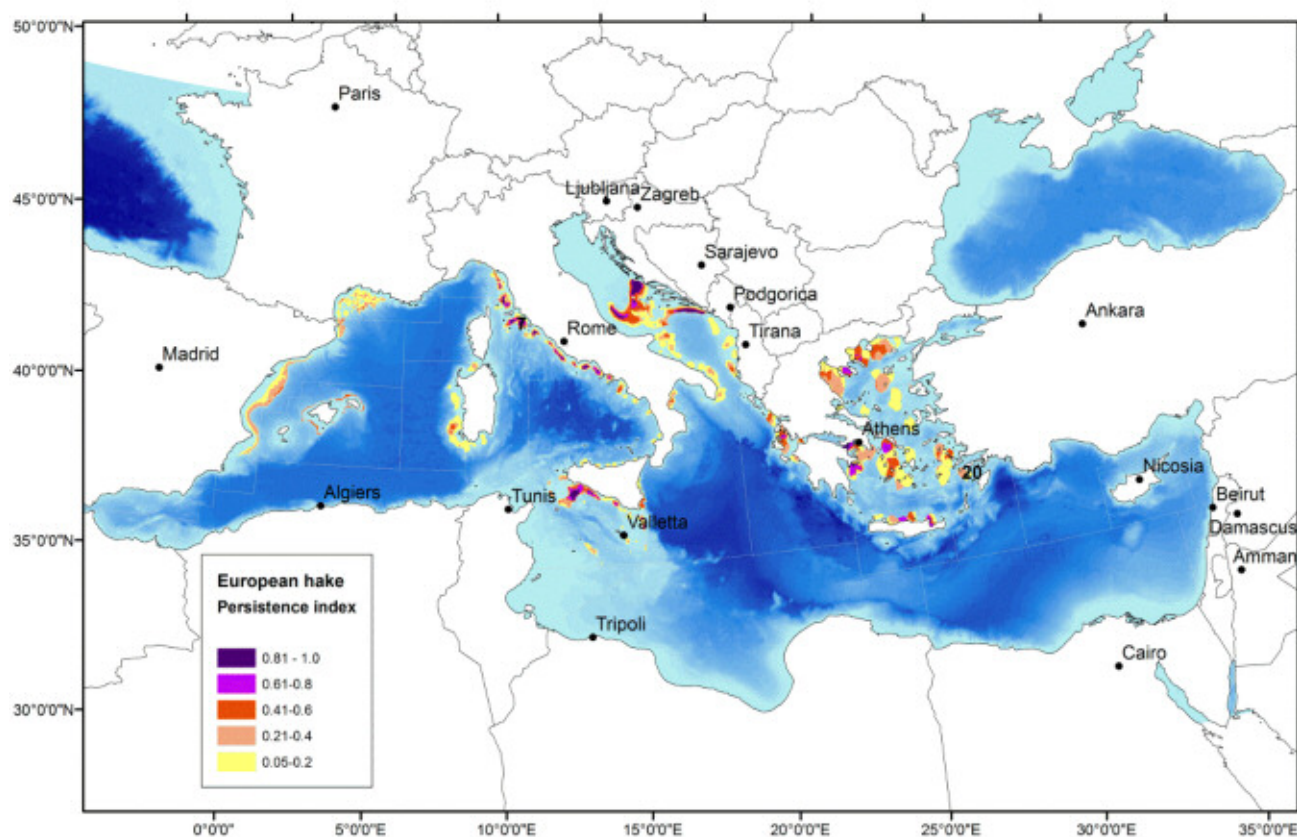 50°0'0"N
45°0'0"N
40°0'0"N
35°0'0"N
30°0'0"N
Paris
Ljubljana
Zagreb
Sarajevo
Podgorica
Tirana
Rome
Madrid
Ankara
Athens
20
Nicosia
Beirut
Damascus
Amman
Algiers
Tunis
Valletta
Tripoli
Cairo
European hake
Persistence index
0.81 - 1.0
0.61-0.8
0.41-0.6
0.21-0.4
0.05-0.2
0°0'0"
5°0'0"E
10°0'0"E
15°0'0"E
20°0'0"E
25°0'0"E
30°0'0"E
35°0'0"E